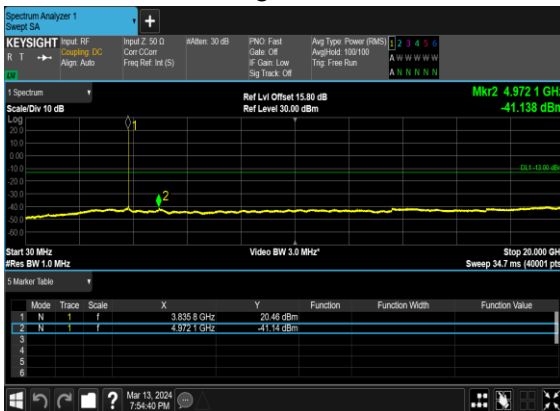 Spectrum Analyzer 1
Swept SA
KEYSIGHT Input: RF Input Z: 50 Ω #Atten: 30 dB PNO: Fast Avg Type: Power (RMS) 1 2 3 4 5 6
R T Coupling: DC Corr CCorr Gate: Off Avg|Hold: 100/100 A W W W W W
Align: Auto Freq Ref: Int (S) IF Gain: Low Trig: Free Run
LV Sig Track: Off A N N N N N
1 Spectrum Ref Lvl Offset 15.80 dB Mkr2 4.972 1 GHz
Scale/Div 10 dB Ref Level 30.00 dBm -41.138 dBm
Log
20.0
10.0
0.00
-10.0 DL1 -13.00 dBm
-20.0
-30.0
-40.0
-50.0
-60.0
1
2
Start 30 MHz Video BW 3.0 MHz* Stop 20.000 GHz
#Res BW 1.0 MHz Sweep 34.7 ms (40001 pts)
5 Marker Table
Mode Trace Scale X Y Function Function Width Function Value
1 N 1 f 3.835 8 GHz 20.46 dBm
2 N 1 f 4.972 1 GHz -41.14 dBm
3
4
5
6
? Mar 13, 2024
7:54:40 PM